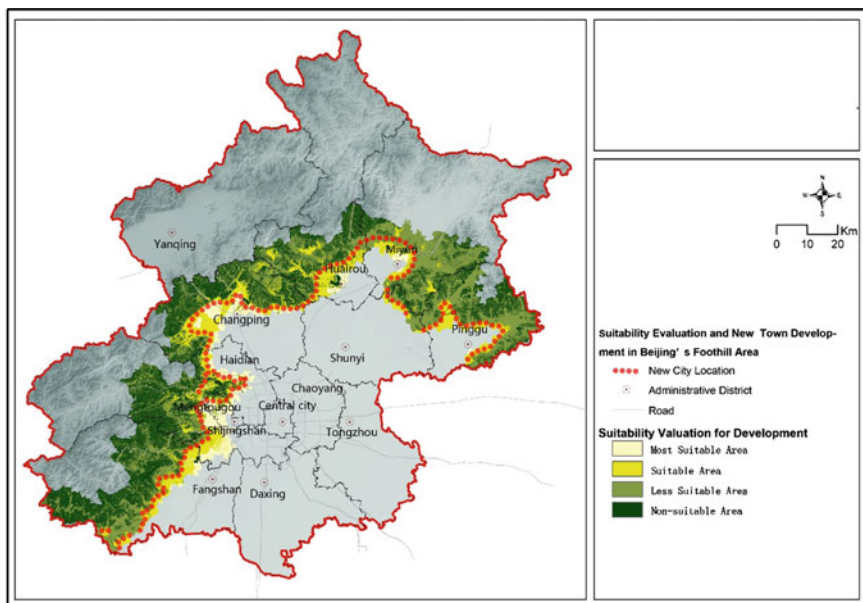 Yanqing
Miyun
Huairou
Changping
Pinggu
Haidian
Shunyi
Chaoyang
Mengtougou
Central city
Shijingshan
Tongzhou
Fangshan
Daxing
N
W
E
S
0 10 20
Km
Suitability Evaluation and New Town Develop-
ment in Beijing's Foothill Area
New City Location
Administrative District
Road
Suitability Valuation for Development
Most Suitable Area
Suitable Area
Less Suitable Area
Non-suitable Area